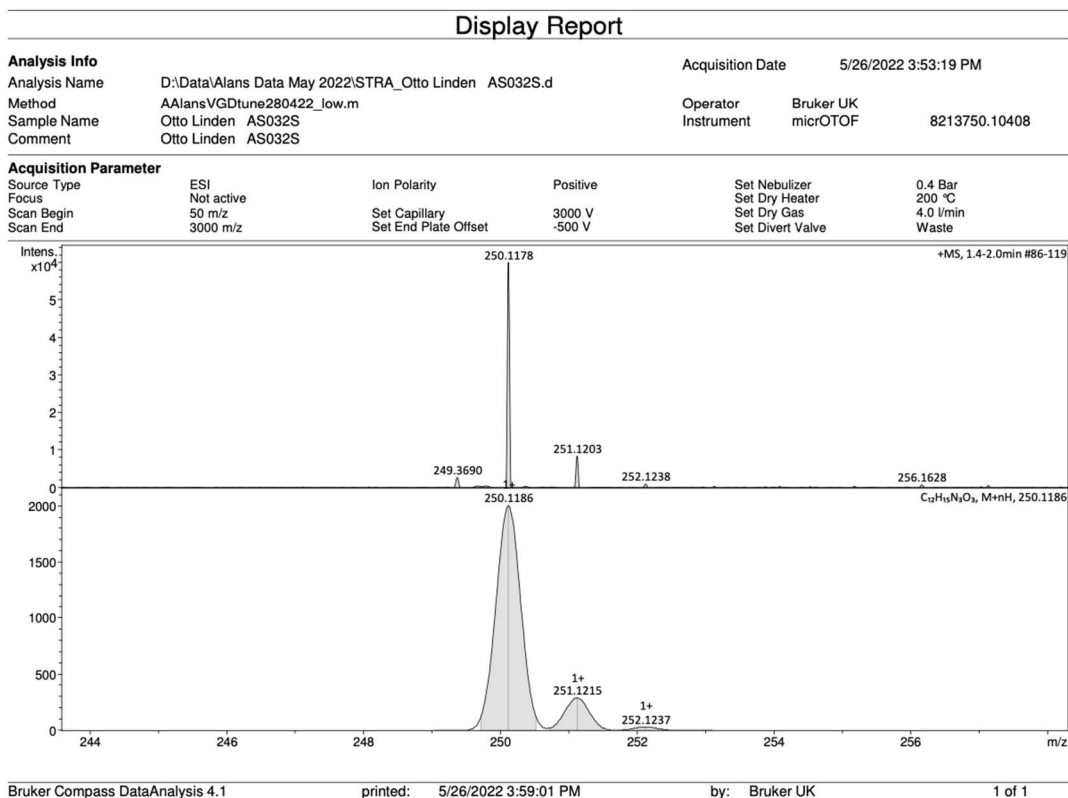 Display Report
Analysis Info
Acquisition Date 5/26/2022 3:53:19 PM
Analysis Name D:\Data\Alans Data May 2022\STRA_Otto Linden AS032S.d
Method AAlansVGDtune280422_low.m Operator Bruker UK
Sample Name Otto Linden AS032S Instrument micrOTOF 8213750.10408
Comment Otto Linden AS032S
Acquisition Parameter
Source Type ESI Ion Polarity Positive Set Nebulizer 0.4 Bar
Focus Not active Set Dry Heater 200 °C
Scan Begin 50 m/z Set Capillary 3000 V Set Dry Gas 4.0 l/min
Scan End 3000 m/z Set End Plate Offset -500 V Set Divert Valve Waste
Intens.
x10⁴
+MS, 1.4-2.0min #86-119
250.1178
5
4
3
2
1
0
249.3690
251.1203
252.1238
256.1628
1+
C₁₂H₁₅N₃O₃, M+nH, 250.1186
250.1186
2000
1500
1000
500
0
1+
251.1215
1+
252.1237
244 246 248 250 252 254 256 m/z
Bruker Compass DataAnalysis 4.1 printed: 5/26/2022 3:59:01 PM by: Bruker UK 1 of 1